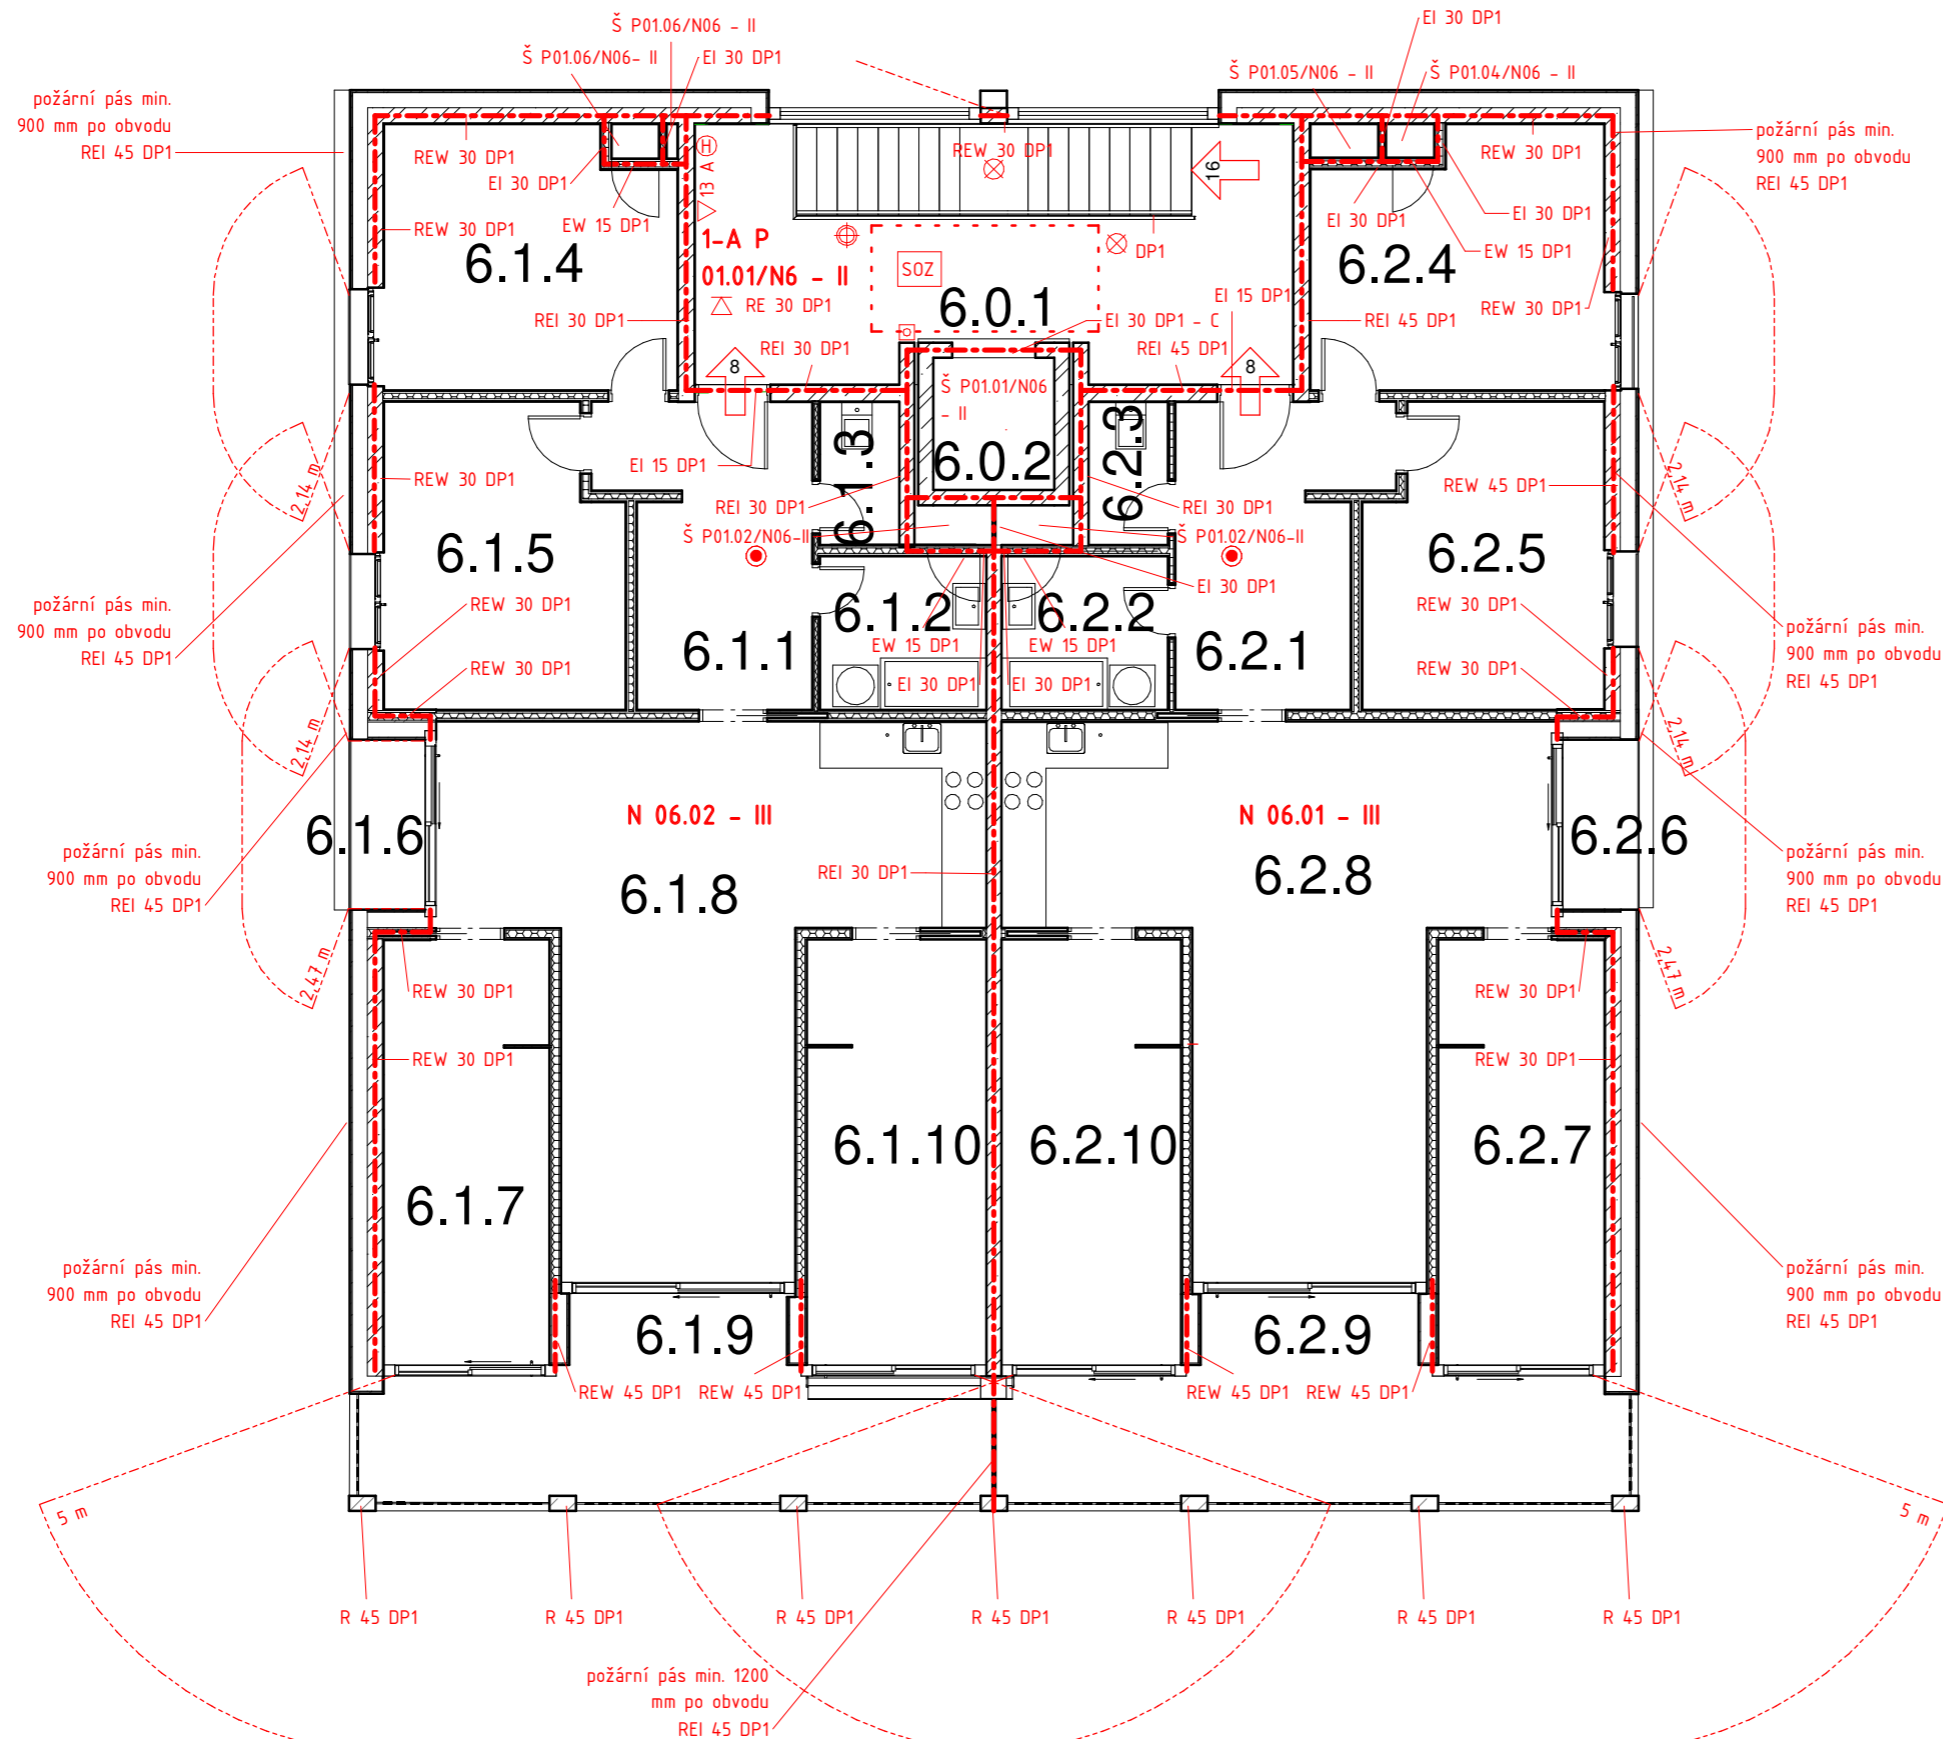 Š P01.06/N06 - II
EI 30 DP1
Š P01.06/N06- II
EI 30 DP1
Š P01.05/N06 - II
Š P01.04/N06 - II
požární pás min.
900 mm po obvodu
REI 45 DP1
požární pás min.
900 mm po obvodu
REI 45 DP1
REW 30 DP1
EI 30 DP1
EW 15 DP1
REW 30 DP1
6.1.4
REI 30 DP1
H
13 A
1-A P
01.01/N6 - II
RE 30 DP1
REW 30 DP1
16
DP1
SOZ
6.0.1
EI 15 DP1
EI 30 DP1 - C
REI 30 DP1
REI 45 DP1
8
8
REW 30 DP1
EI 30 DP1
EI 30 DP1
EW 15 DP1
6.2.4
REW 30 DP1
REI 45 DP1
Š P01.01/N06
- II
6.0.2
6.1.3
6.2.3
EI 15 DP1
REW 30 DP1
REW 45 DP1
2.14 m
2.14 m
REI 30 DP1
REI 30 DP1
Š P01.02/N06-II
Š P01.02/N06-II
6.1.5
6.2.5
EI 30 DP1
požární pás min.
900 mm po obvodu
REI 45 DP1
REW 30 DP1
REW 30 DP1
6.1.1
6.1.2
6.2.2
6.2.1
EW 15 DP1
EW 15 DP1
EI 30 DP1
EI 30 DP1
REW 30 DP1
REW 30 DP1
požární pás min.
900 mm po obvodu
REI 45 DP1
2.14 m
2.14 m
N 06.02 - III
N 06.01 - III
6.1.6
6.2.6
6.1.8
6.2.8
REI 30 DP1
požární pás min.
900 mm po obvodu
REI 45 DP1
požární pás min.
900 mm po obvodu
REI 45 DP1
2.47 m
2.47 m
REW 30 DP1
REW 30 DP1
REW 30 DP1
REW 30 DP1
6.1.7
6.1.10
6.2.10
6.2.7
požární pás min.
900 mm po obvodu
REI 45 DP1
požární pás min.
900 mm po obvodu
REI 45 DP1
6.1.9
6.2.9
REW 45 DP1
REW 45 DP1
REW 45 DP1
REW 45 DP1
5 m
5 m
R 45 DP1
R 45 DP1
R 45 DP1
R 45 DP1
R 45 DP1
R 45 DP1
R 45 DP1
požární pás min. 1200
mm po obvodu
REI 45 DP1